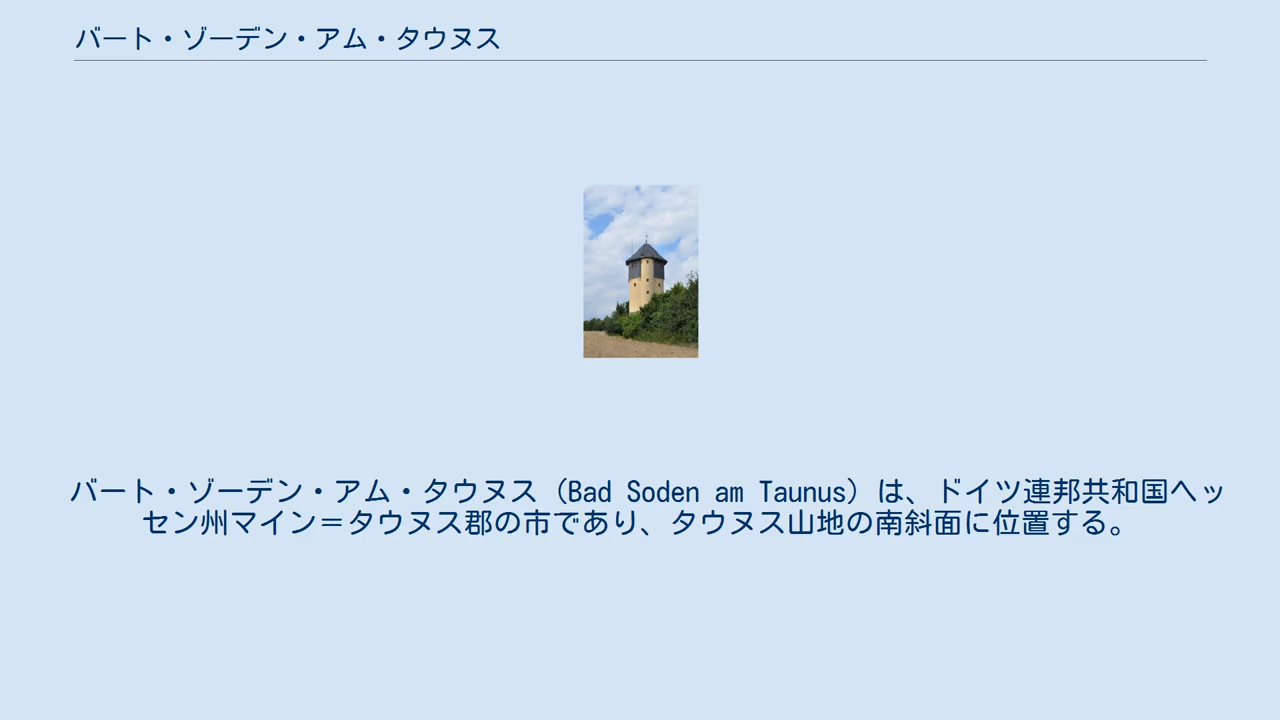 バート・ゾーデン・アム・タウヌス
バート・ゾーデン・アム・タウヌス（Bad Soden am Taunus）は、ドイツ連邦共和国ヘッ
セン州マイン＝タウヌス郡の市であり、タウヌス山地の南斜面に位置する。